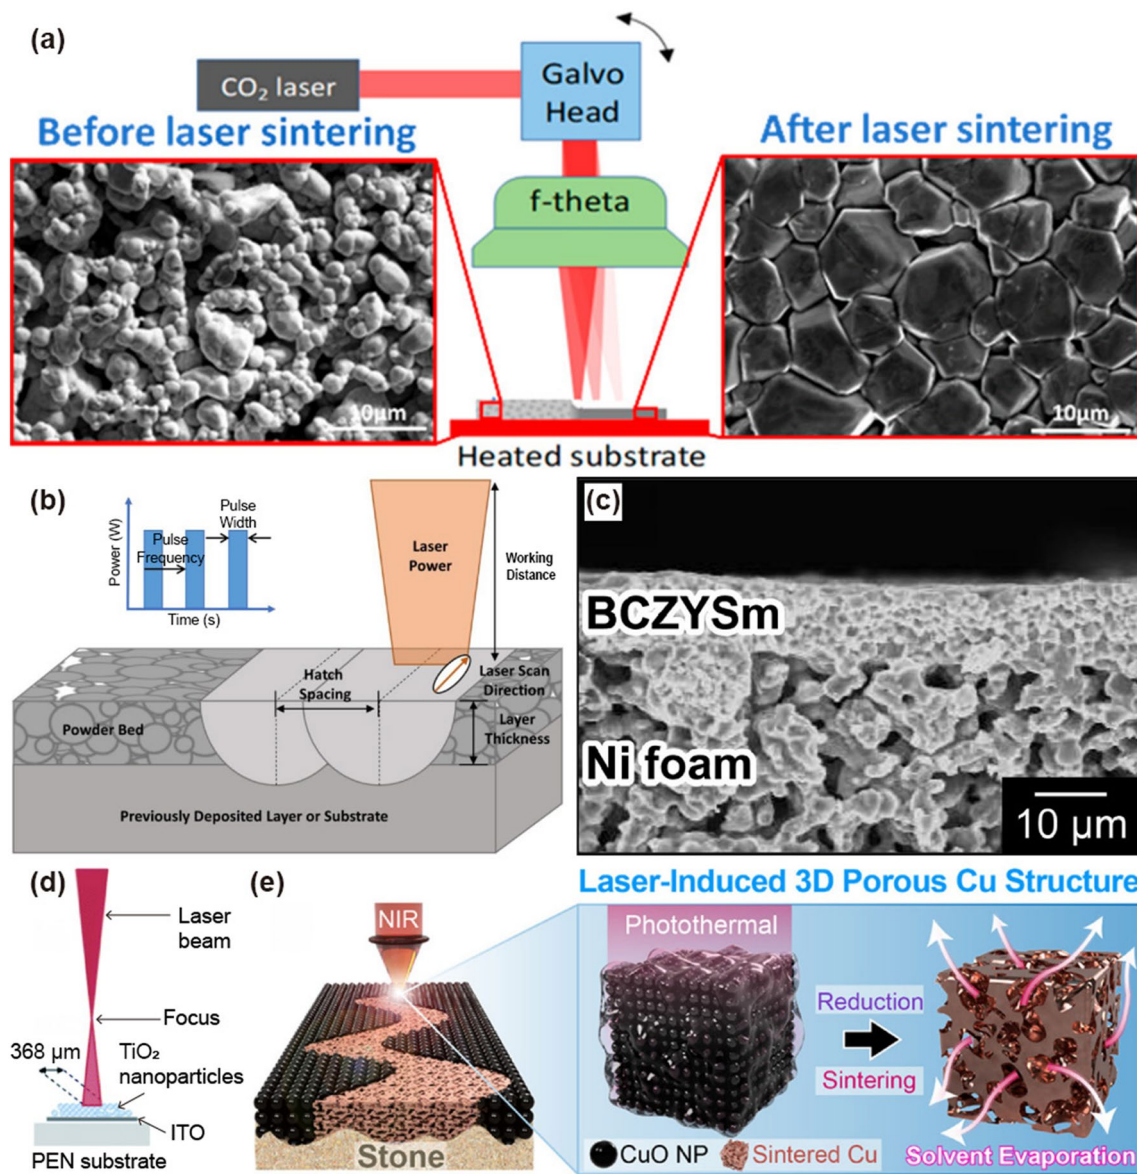 (a)
CO₂ laser
Galvo
Head
Before laser sintering
After laser sintering
f-theta
10μm
10μm
Heated substrate
(b)
Power (W)
Pulse
Width
Pulse
Frequency
Time (s)
Laser
Power
Working
Distance
Hatch
Spacing
Laser Scan
Direction
Powder Bed
Layer
Thickness
Previously Deposited Layer or Substrate
(c)
BCZYSm
Ni foam
10 μm
(d)
Laser
beam
Focus
368 μm
TiO₂
nanoparticles
ITO
PEN substrate
(e)
NIR
Stone
Laser-Induced 3D Porous Cu Structure
Photothermal
Reduction
Sintering
CuO NP
Sintered Cu
Solvent Evaporation